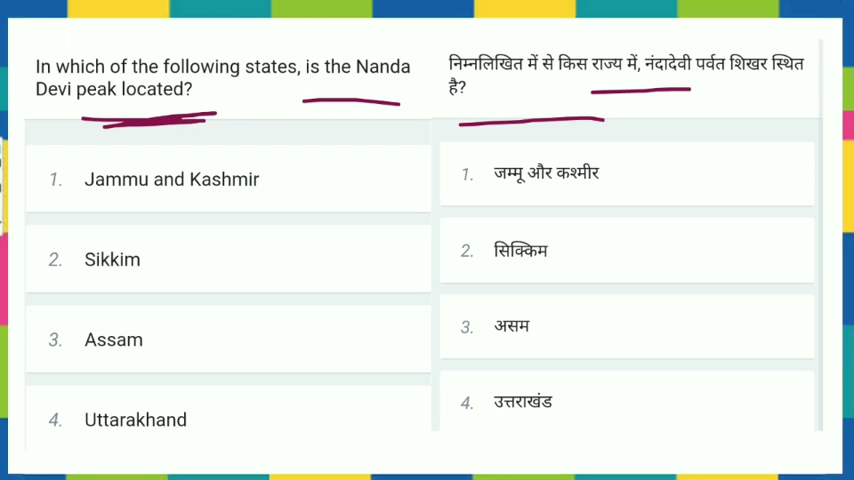 In which of the following states, is the Nanda
Devi peak located?
1. Jammu and Kashmir
2. Sikkim
3. Assam
4. Uttarakhand
निम्नलिखित में से किस राज्य में, नंदादेवी पर्वत शिखर स्थित
है?
1. जम्मू और कश्मीर
2. सिक्किम
3. असम
4. उत्तराखंड